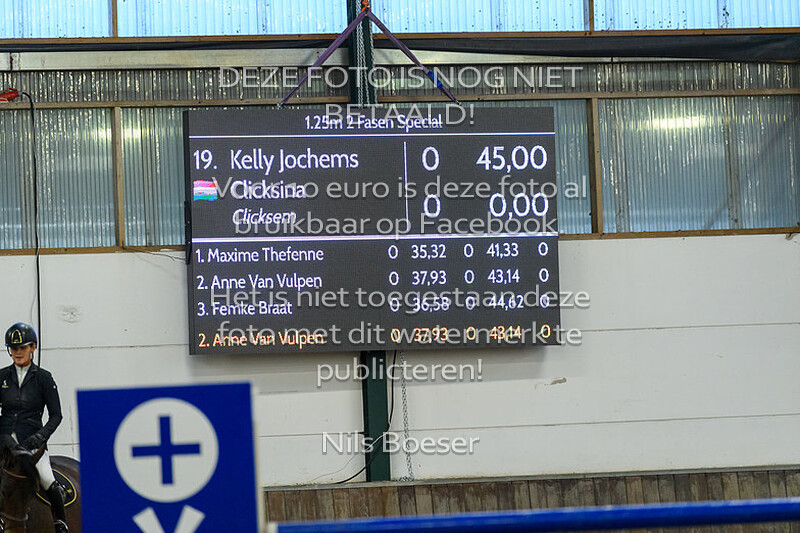 DEZE FOTO IS NOG NIET
BETAALD!
1.25m 2 Fasen Special
19. Kelly Jochems 0 45,00
Clicksina
Voor zo euro is deze foto al
Clicksem 0 0,00
bruikbaar op Facebook
1. Maxime Thefenne 0 35,32 0 41,33 0
2. Anne Van Vulpen 0 37,93 0 43,14 0
Het is niet toegestaan deze
3. Femke Braat 0 36,58 0 44,62 0
foto met dit watermerkte
2. Anne Van Vulpen 0 37,93 0 43,14 0
publiceren!
Nils Boeser